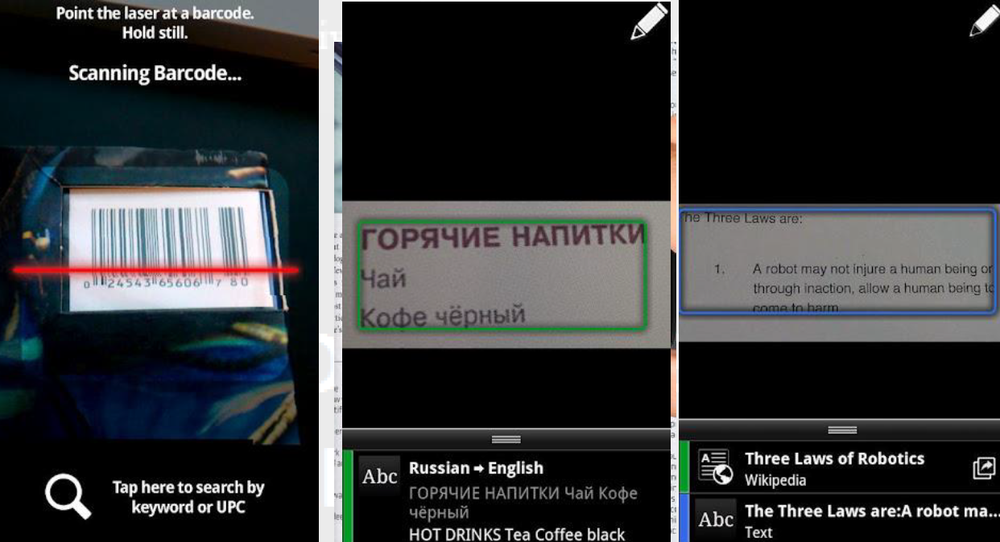 Point the laser at a barcode.
Hold still.
Scanning Barcode...
0 24543 65606 7 80
Tap here to search by
keyword or UPC
ГОРЯЧИЕ НАПИТКИ
Чай
Кофе чёрный
Abc
Russian → English
ГОРЯЧИЕ НАПИТКИ Чай Кофе
чёрный
HOT DRINKS Tea Coffee black
he Three Laws are:
1. A robot may not injure a human being or
through inaction, allow a human being to
come to harm
A
Three Laws of Robotics
Wikipedia
Abc
The Three Laws are:A robot ma...
Text